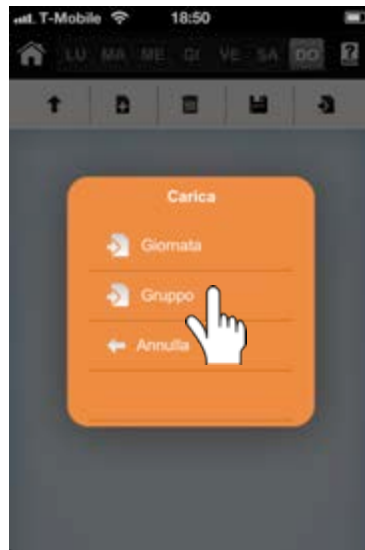 T-Mobile 18:50
LU MA ME GI VE SA DO ?
Carica
Giornata
Gruppo
Annulla